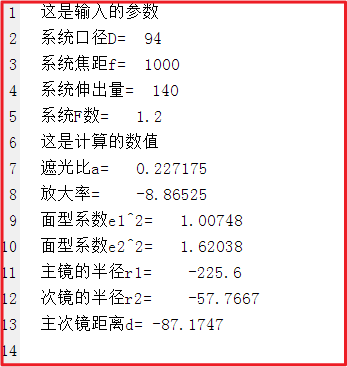 1 这是输入的参数
2 系统口径D= 94
3 系统焦距f= 1000
4 系统伸出量= 140
5 系统F数= 1.2
6 这是计算的数值
7 遮光比a= 0.227175
8 放大率= -8.86525
9 面型系数e1^2= 1.00748
10 面型系数e2^2= 1.62038
11 主镜的半径r1= -225.6
12 次镜的半径r2= -57.7667
13 主次镜距离d= -87.1747
14